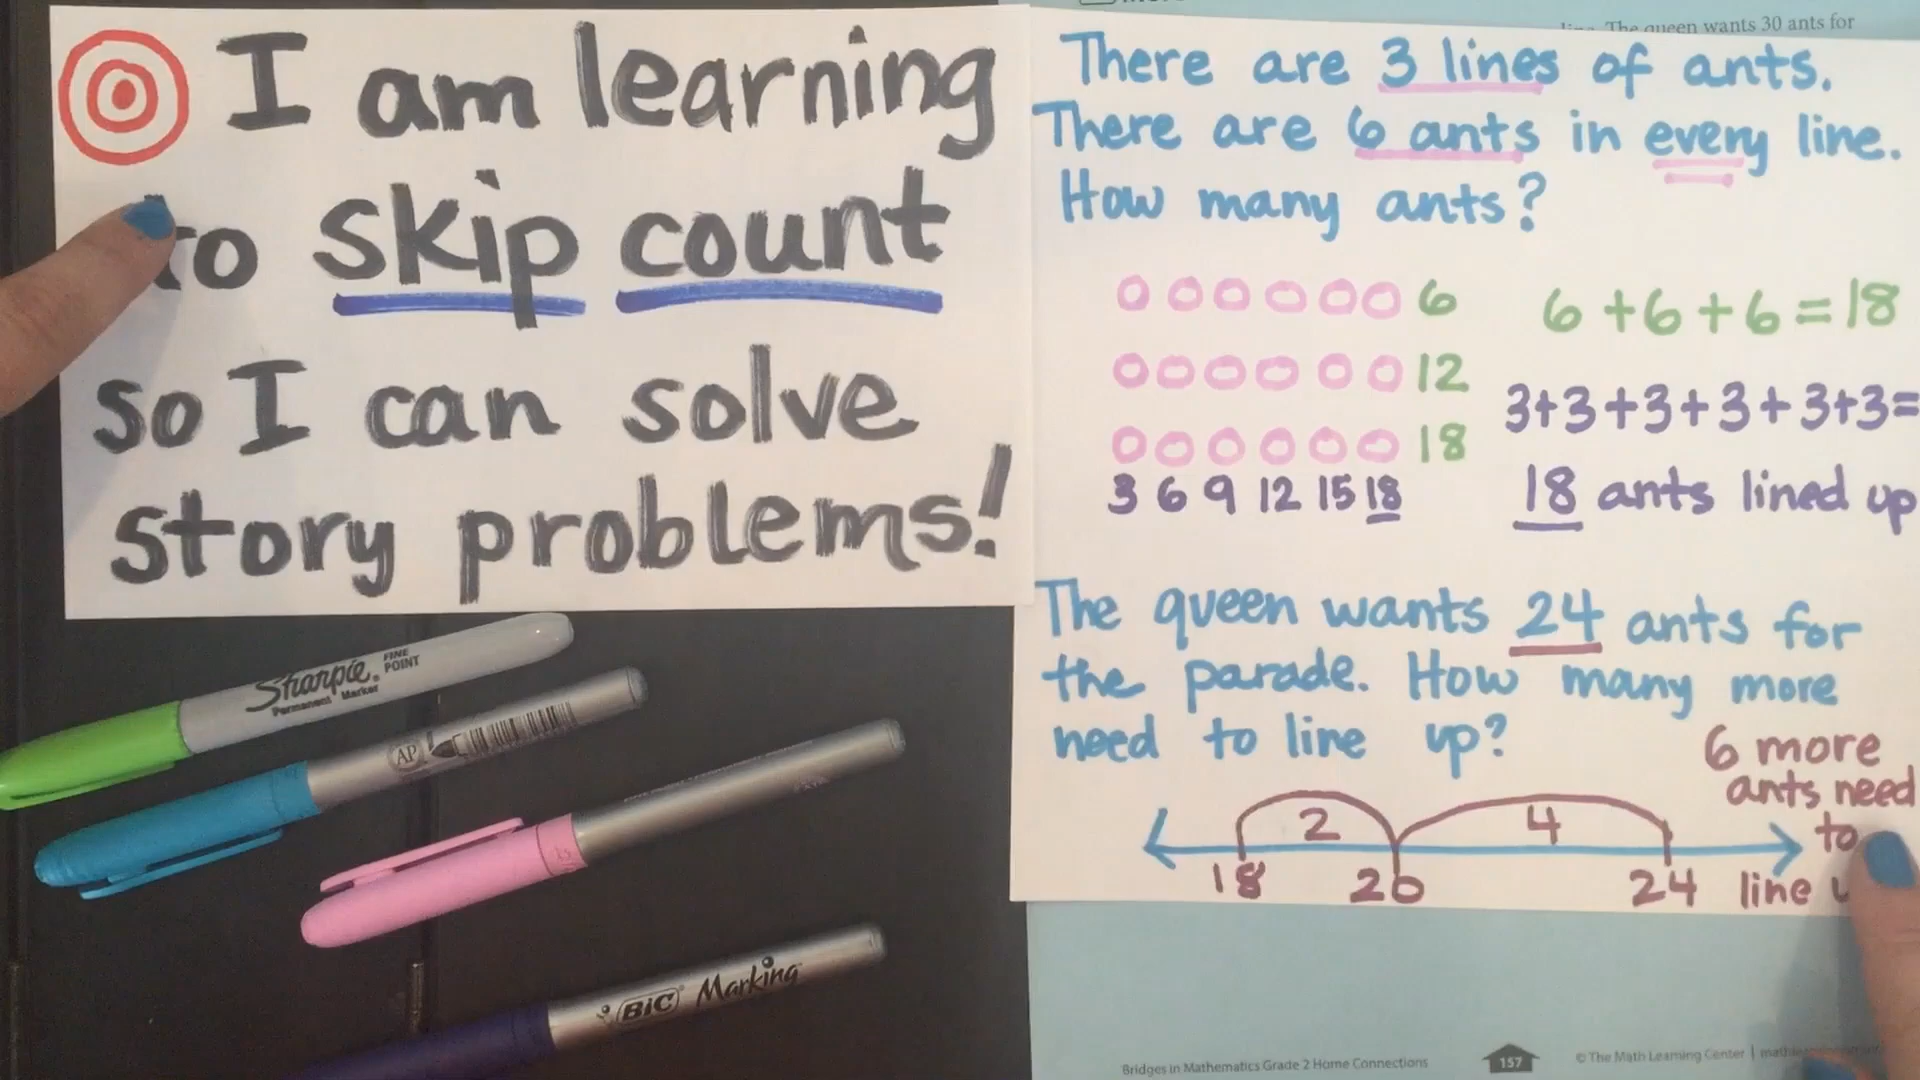 I am learning
to skip count
so I can solve
story problems!
The queen wants 30 ants for
There are 3 lines of ants.
There are 6 ants in every line.
How many ants?
6
12
18
3 6 9 12 15 18
6+6+6=18
3+3+3+3+3+3=
18 ants lined up
The queen wants 24 ants for
the parade. How many more
need to line up?
6 more
ants need
to
line
2 4
18 20 24
Sharpie. FINE POINT
Permanent Marker
AP
BIC Marking
Bridges in Mathematics Grade 2 Home Connections
157
© The Math Learning Center |